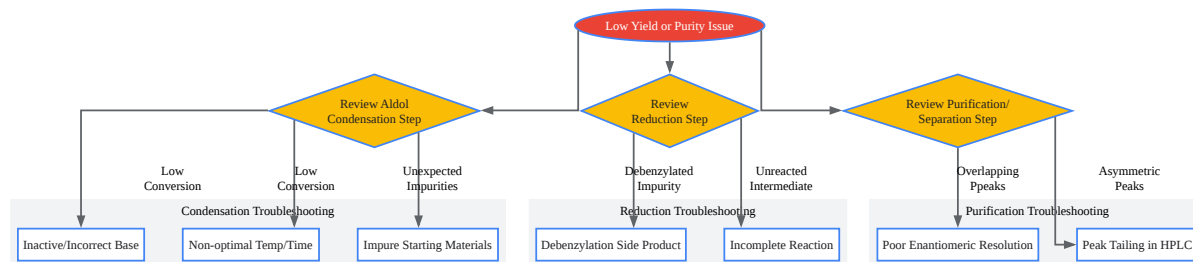 Low Yield or Purity Issue
Review Aldol
Condensation Step
Review
Reduction Step
Review Purification/
Separation Step
Low
Conversion
Low
Conversion
Unexpected
Impurities
Debenzylated
Impurity
Unreacted
Intermediate
Overlapping
Ppeaks
Asymmetric
Peaks
Condensation Troubleshooting
Reduction Troubleshooting
Purification Troubleshooting
Inactive/Incorrect Base
Non-optimal Temp/Time
Impure Starting Materials
Debenzylation Side Product
Incomplete Reaction
Poor Enantiomeric Resolution
Peak Tailing in HPLC